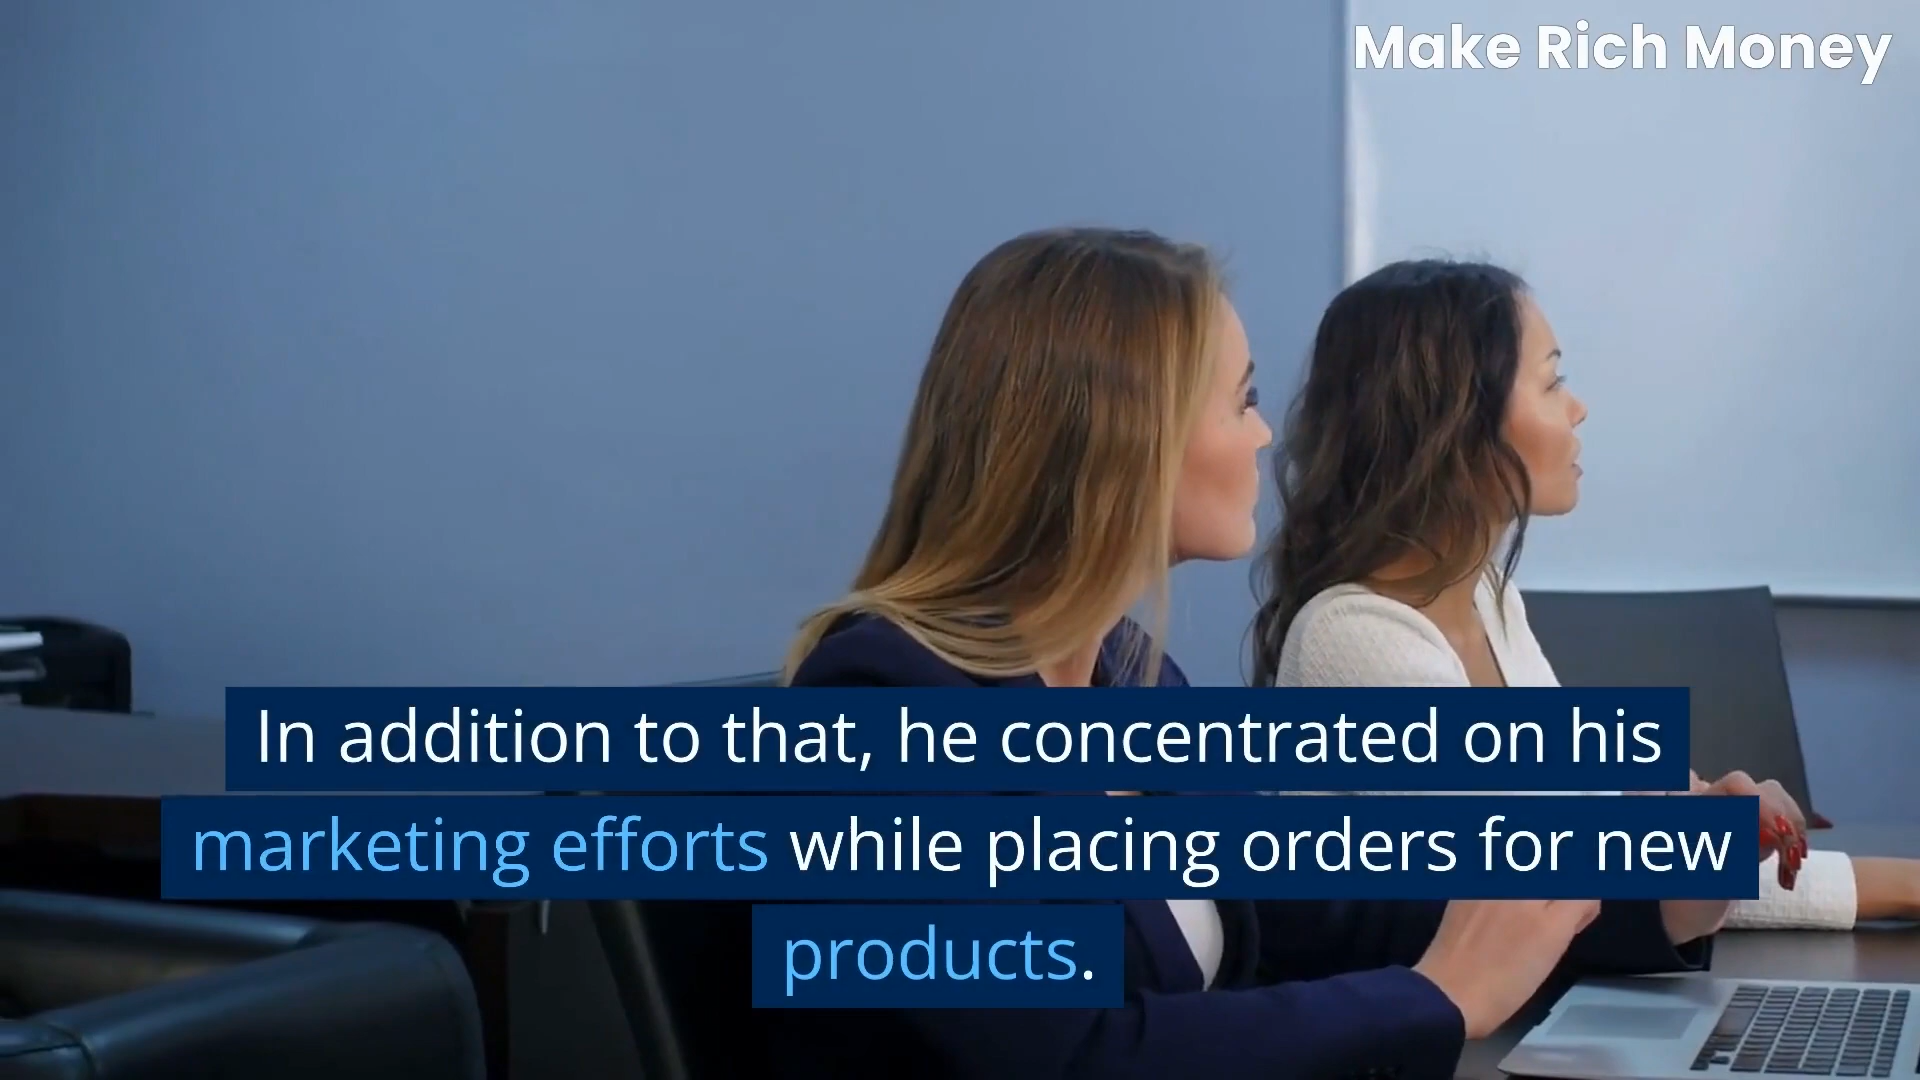 Make Rich Money
In addition to that, he concentrated on his
marketing efforts while placing orders for new
products.